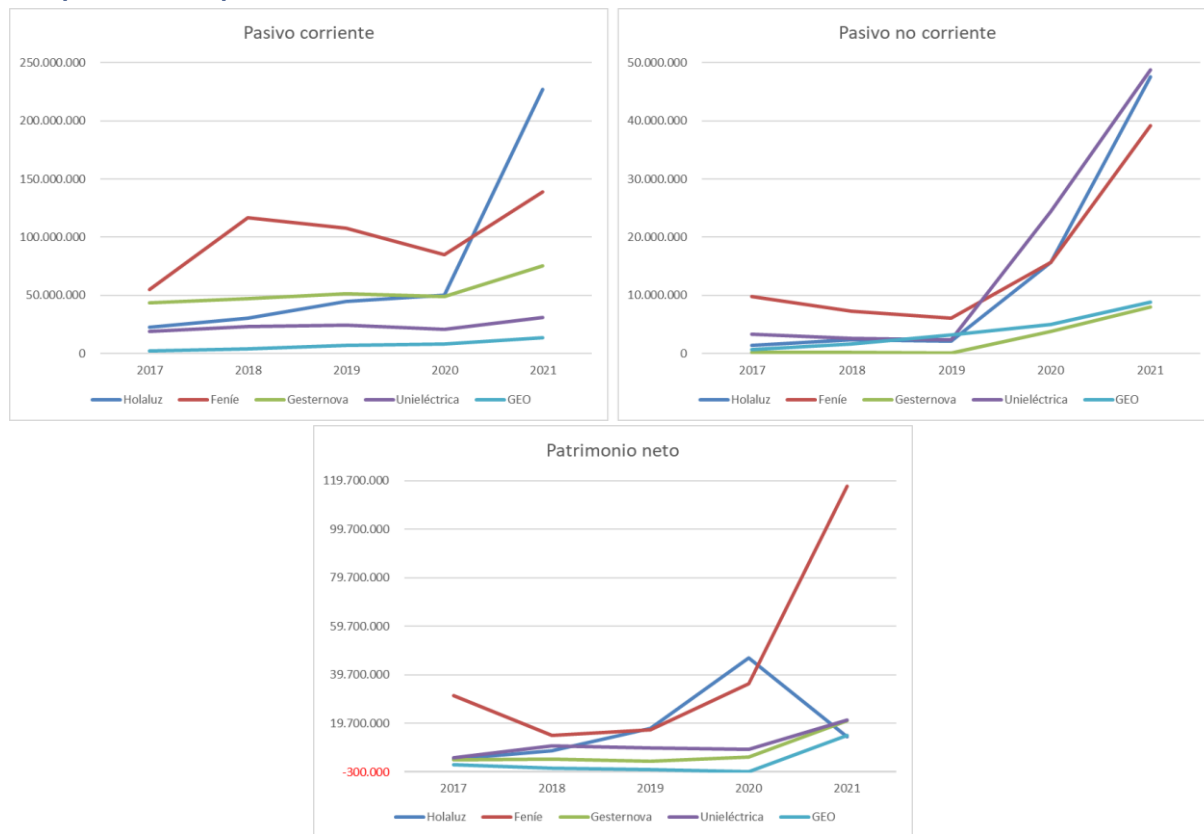 Pasivo corriente
250.000.000
200.000.000
150.000.000
100.000.000
50.000.000
0
2017 2018 2019 2020 2021
Holaluz Feníe Gesternova Unieléctrica GEO
Pasivo no corriente
50.000.000
40.000.000
30.000.000
20.000.000
10.000.000
0
2017 2018 2019 2020 2021
Holaluz Feníe Gesternova Unieléctrica GEO
Patrimonio neto
119.700.000
99.700.000
79.700.000
59.700.000
39.700.000
19.700.000
-300.000
2017 2018 2019 2020 2021
Holaluz Feníe Gesternova Unieléctrica GEO